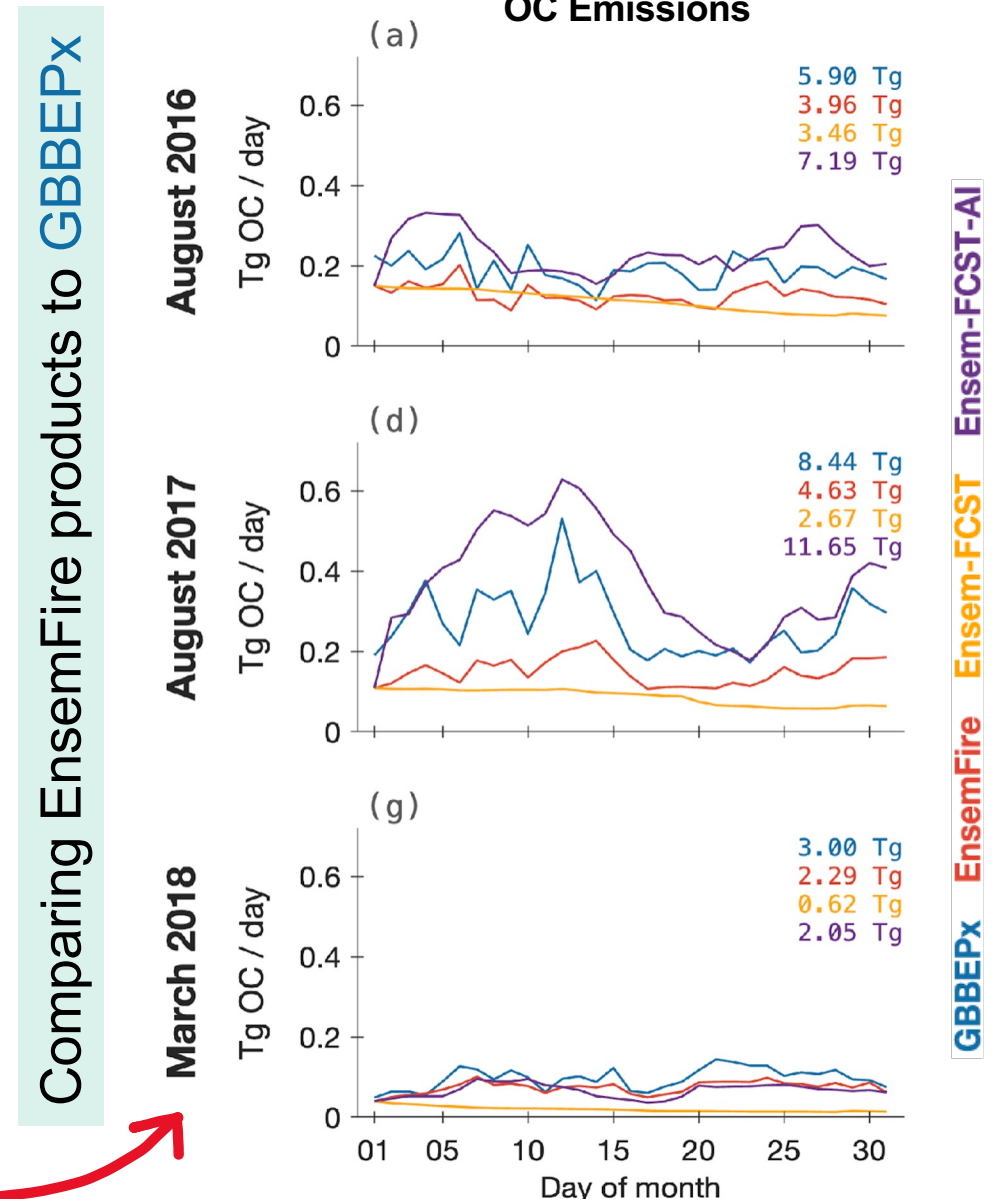 OC Emissions
Comparing EnsemFire products to GBBEPx
(a)
August 2016
Tg OC / day
0.6
0.4
0.2
0
5.90 Tg
3.96 Tg
3.46 Tg
7.19 Tg
(d)
August 2017
Tg OC / day
0.6
0.4
0.2
0
8.44 Tg
4.63 Tg
2.67 Tg
11.65 Tg
(g)
March 2018
Tg OC / day
0.6
0.4
0.2
0
3.00 Tg
2.29 Tg
0.62 Tg
2.05 Tg
01 05 10 15 20 25 30
Day of month
GBBEPx EnsemFire Ensem-FCST Ensem-FCST-AI